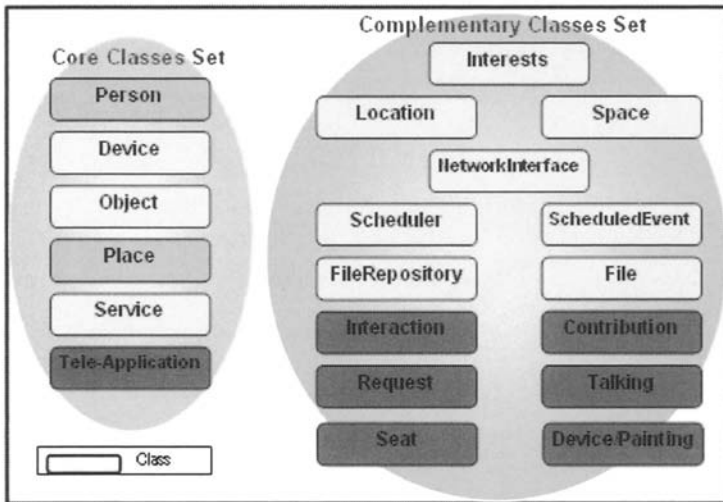 Complementary Classes Set
Core Classes Set
Interests
Person
Location
Space
Device
NetworkInterface
Object
Scheduler
ScheduledEvent
Place
FileRepository
File
Service
Interaction
Contribution
Tele-Application
Request
Talking
Seat
Device/Painting
Class